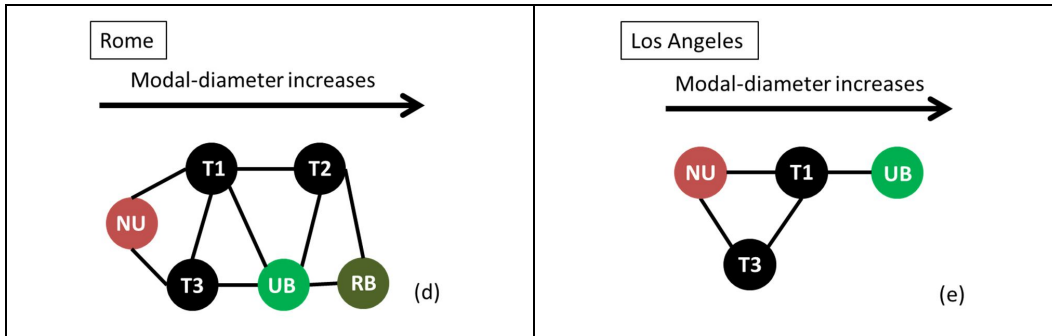 Rome
Modal-diameter increases
T1
T2
NU
T3
UB
RB
(d)
Los Angeles
Modal-diameter increases
NU
T1
UB
T3
(e)